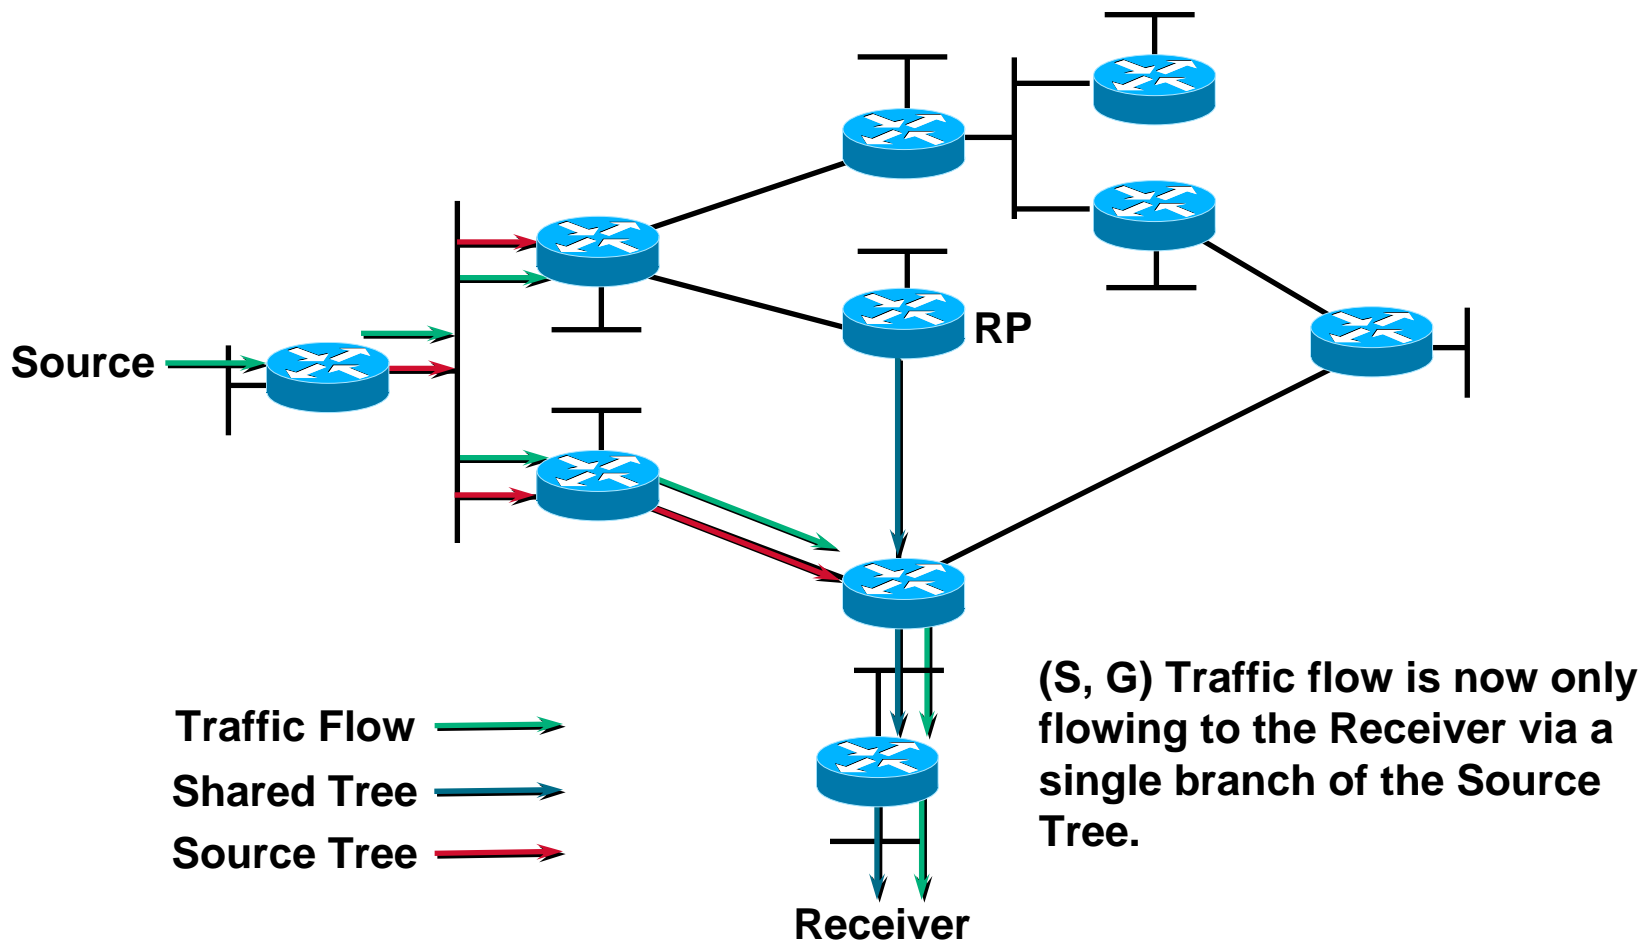 RP
Source
(S, G) Traffic flow is now only
flowing to the Receiver via a
single branch of the Source
Tree.
Traffic Flow
Shared Tree
Source Tree
Receiver